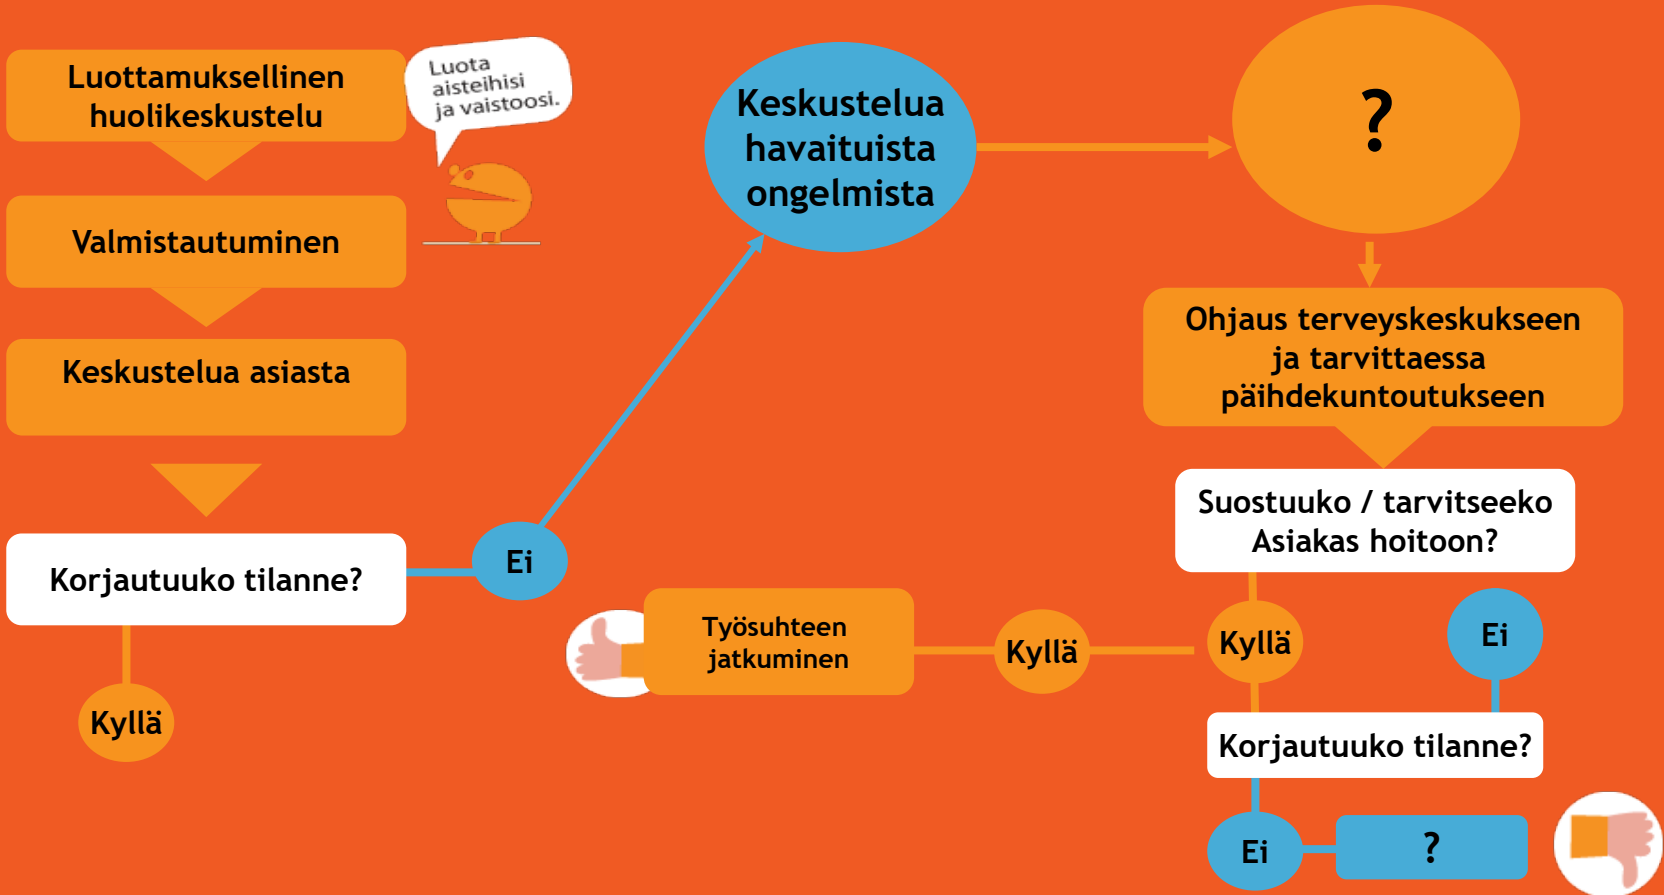 Luottamuksellinen
huolikeskustelu
Luota
aisteihisi
ja vaistoosi.
Valmistautuminen
Keskustelua asiasta
Korjautuuko tilanne?
Kyllä
Ei
Keskustelua
havaituista
ongelmista
?
Ohjaus terveyskeskukseen
ja tarvittaessa
päihdekuntoutukseen
Suostuuko / tarvitseeko
Asiakas hoitoon?
Kyllä
Ei
Kyllä
Työsuhteen
jatkuminen
Korjautuuko tilanne?
Ei
?